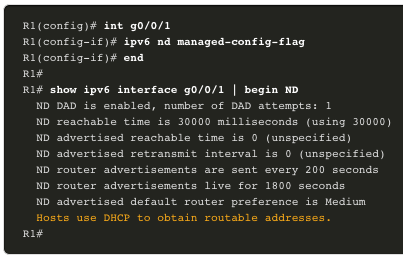 R1(config)# int g0/0/1
R1(config-if)# ipv6 nd managed-config-flag
R1(config-if)# end
R1#
R1# show ipv6 interface g0/0/1 | begin ND
ND DAD is enabled, number of DAD attempts: 1
ND reachable time is 30000 milliseconds (using 30000)
ND advertised reachable time is 0 (unspecified)
ND advertised retransmit interval is 0 (unspecified)
ND router advertisements are sent every 200 seconds
ND router advertisements live for 1800 seconds
ND advertised default router preference is Medium
Hosts use DHCP to obtain routable addresses.
R1#